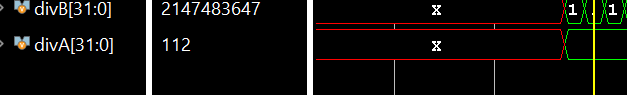 divB[31:0] 2147483647 X 1 . 1
divA[31:0] 112 X